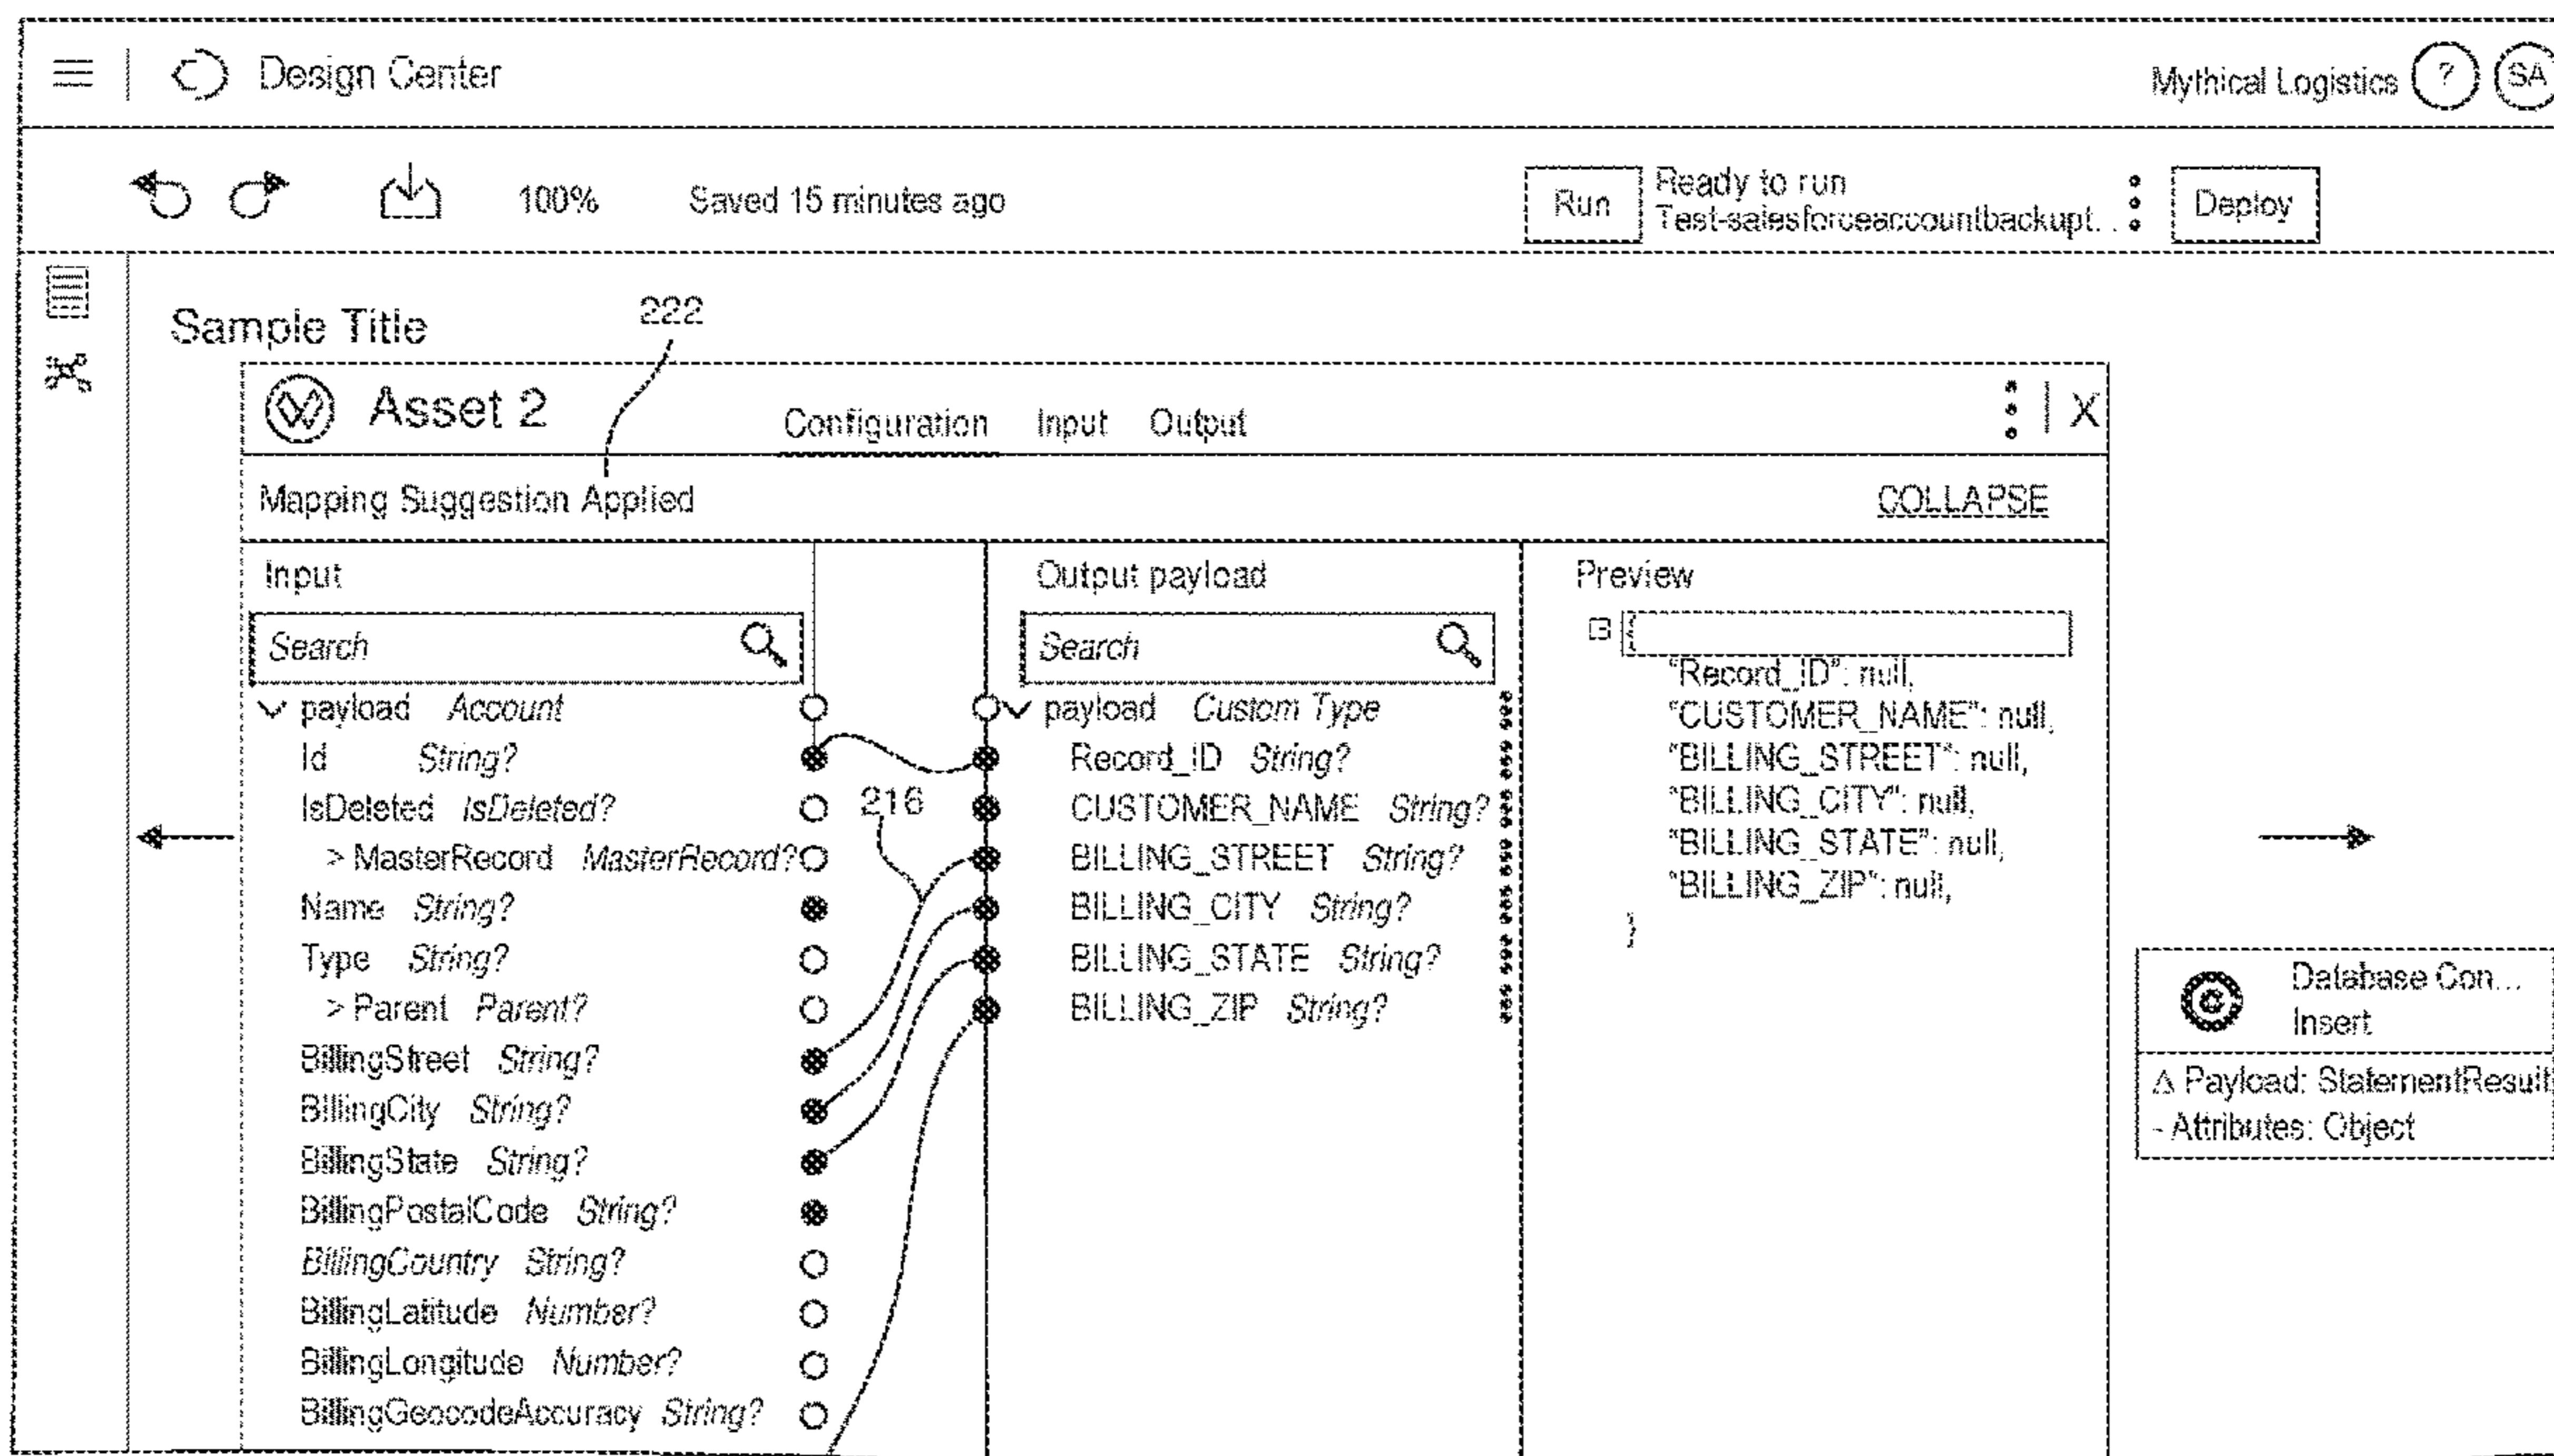 Design Center
Mythical Logistics ? SA
100% Saved 15 minutes ago
Run Ready to run
Test-salesforceaccountbackupt. . Deploy
Sample Title
222
Asset 2 Configuration Input Output X
Mapping Suggestion Applied COLLAPSE
Input
Search
payload Account
Id String?
IsDeleted IsDeleted?
> MasterRecord MasterRecord?
Name String?
Type String?
> Parent Parent?
BillingStreet String?
BillingCity String?
BillingState String?
BillingPostalCode String?
BillingCountry String?
BillingLatitude Number?
BillingLongitude Number?
BillingGeocodeAccuracy String?
216
Output payload
Search
payload Custom Type
Record_ID String?
CUSTOMER_NAME String?
BILLING_STREET String?
BILLING_CITY String?
BILLING_STATE String?
BILLING_ZIP String?
Preview
{
"Record_ID": null,
"CUSTOMER_NAME": null,
"BILLING_STREET": null,
"BILLING_CITY": null,
"BILLING_STATE": null,
"BILLING_ZIP": null,
}
Database Con...
Insert
Payload: StatementResult
- Attributes: Object